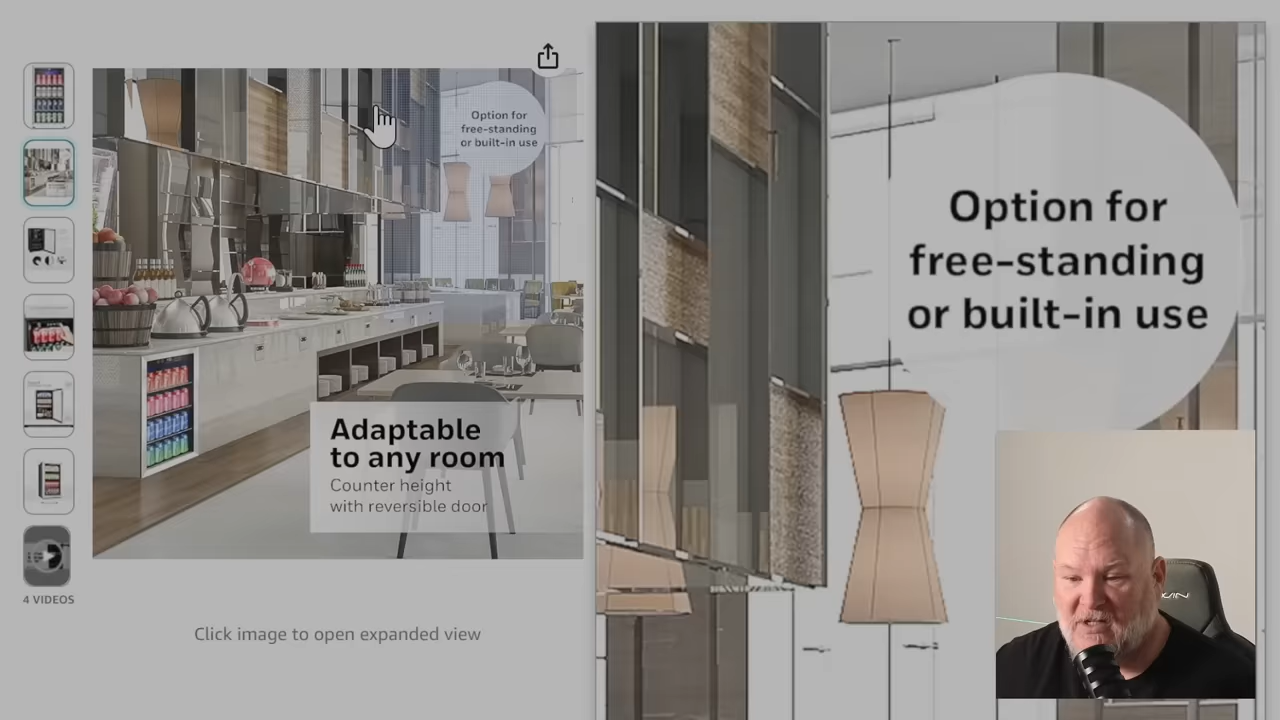 Option for
free-standing
or built-in use
Adaptable
to any room
Counter height
with reversible door
4 VIDEOS
Click image to open expanded view
Option for
free-standing
or built-in use